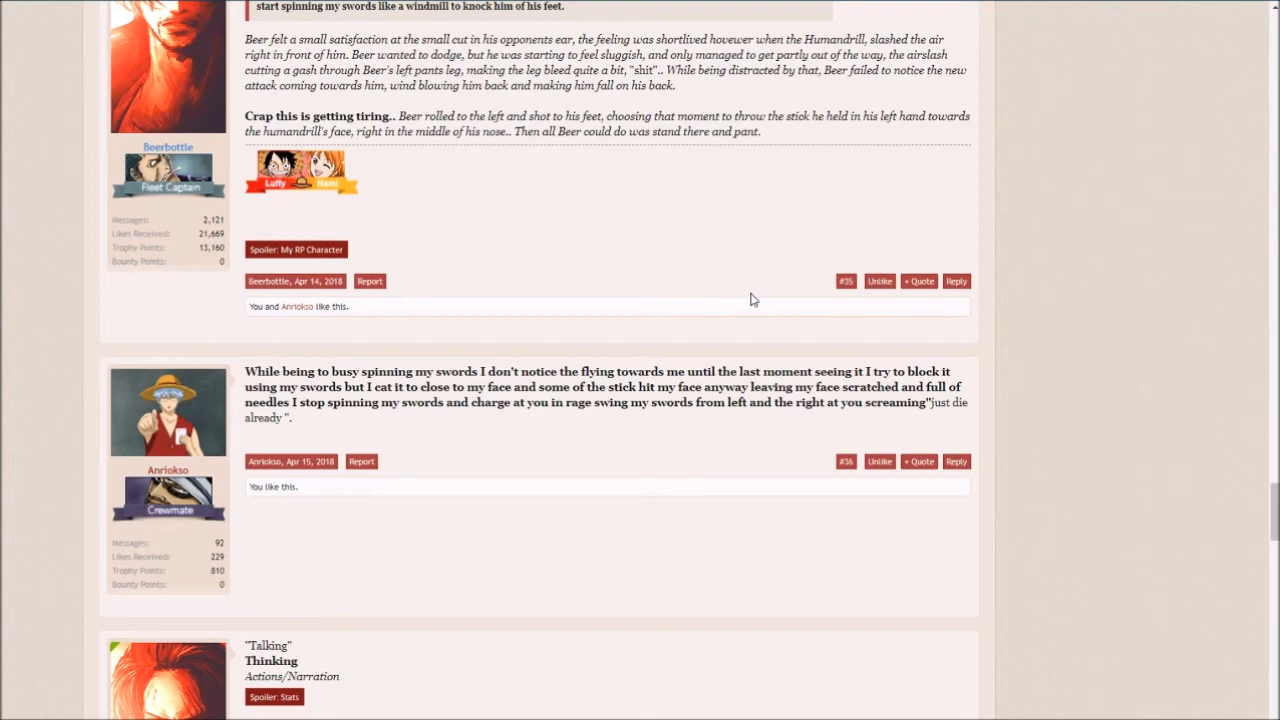 start spinning my swords like a windmill to knock him of his feet.
Beer felt a small satisfaction at the small cut in his opponents ear, the feeling was shortlived hovewer when the Humandrill, slashed the air
right in front of him. Beer wanted to dodge, but he was starting to feel sluggish, and only managed to get partly out of the way, the airslash
cutting a gash through Beer's left pants leg, making the leg bleed quite a bit, "shit".. While being distracted by that, Beer failed to notice the new
attack coming towards him, wind blowing him back and making him fall on his back.
Crap this is getting tiring.. Beer rolled to the left and shot to his feet, choosing that moment to throw the stick he held in his left hand towards
the humandrill's face, right in the middle of his nose.. Then all Beer could do was stand there and pant.
Beerbottle
Fleet Captain
Luffy Nami
Messages: 2,121
Likes Received: 21,669
Trophy Points: 13,160
Bounty Points: 0
Spoiler: My RP Character
Beerbottle, Apr 14, 2018 Report #35 Unlike + Quote Reply
You and Anriokso like this.
While being to busy spinning my swords I don't notice the flying towards me until the last moment seeing it I try to block it
using my swords but I cat it to close to my face and some of the stick hit my face anyway leaving my face scratched and full of
needles I stop spinning my swords and charge at you in rage swing my swords from left and the right at you screaming"just die
already ".
Anriokso, Apr 15, 2018 Report #36 Unlike + Quote Reply
You like this.
Anriokso
Crewmate
Messages: 92
Likes Received: 229
Trophy Points: 810
Bounty Points: 0
"Talking"
Thinking
Actions/Narration
Spoiler: Stats